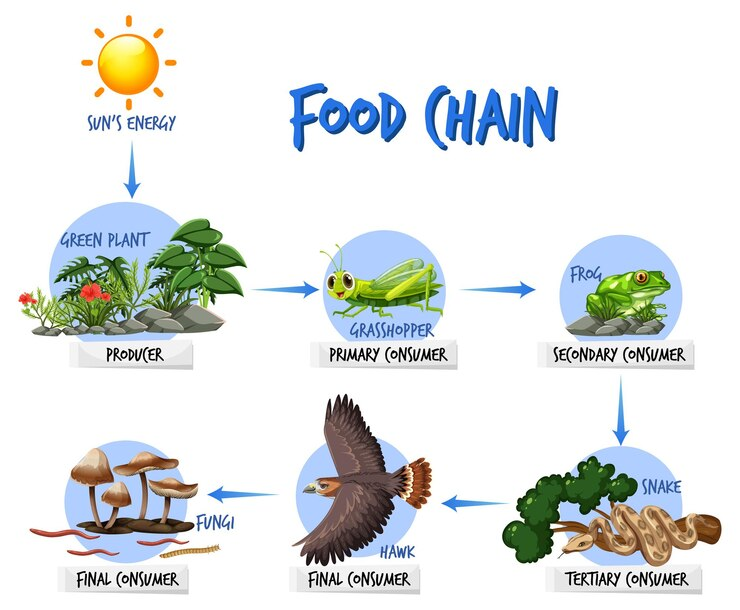 FOOD CHAIN
SUN'S ENERGY
GREEN PLANT
PRODUCER
GRASSHOPPER
PRIMARY CONSUMER
FROG
SECONDARY CONSUMER
FUNGI
FINAL CONSUMER
HAWK
FINAL CONSUMER
SNAKE
TERTIARY CONSUMER